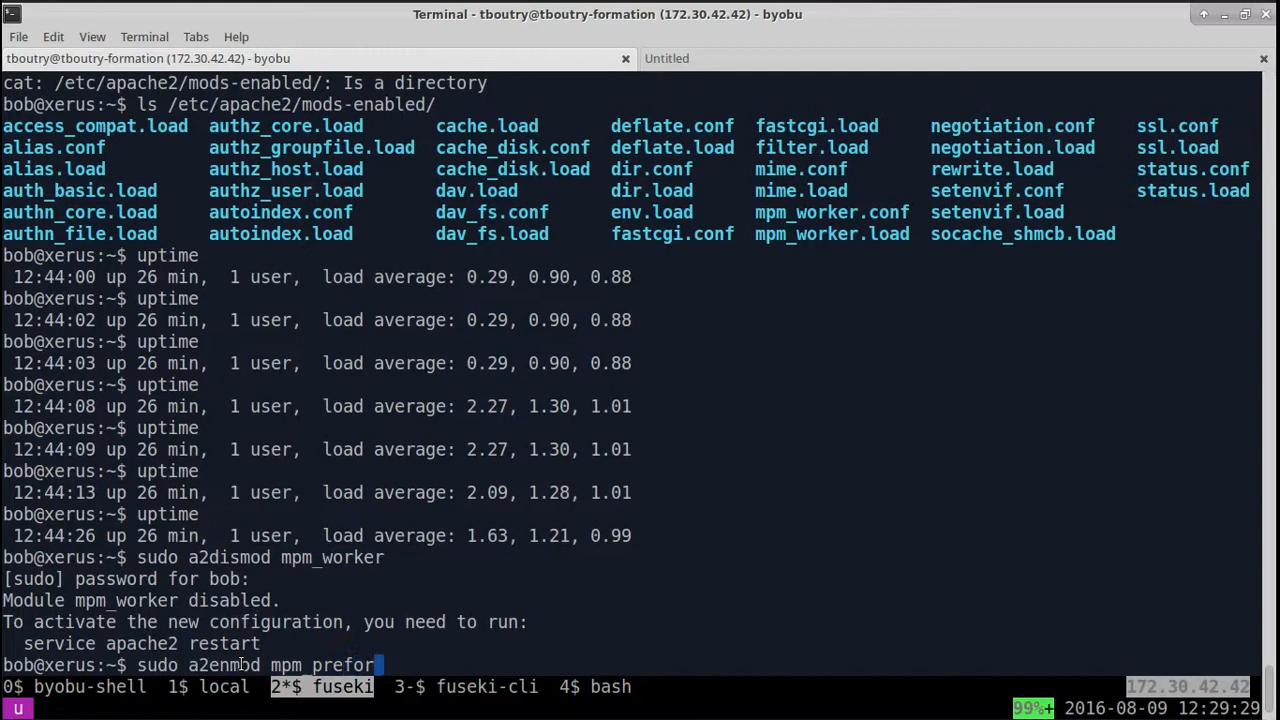 Terminal - tboutry@tboutry-formation (172.30.42.42) - byobu
File Edit View Terminal Tabs Help
tboutry@tboutry-formation (172.30.42.42) - byobu Untitled
cat: /etc/apache2/mods-enabled/: Is a directory
bob@xerus:~$ ls /etc/apache2/mods-enabled/
access_compat.load authz_core.load cache.load deflate.conf fastcgi.load negotiation.conf ssl.conf
alias.conf authz_groupfile.load cache_disk.conf deflate.load filter.load negotiation.load ssl.load
alias.load authz_host.load cache_disk.load dir.conf mime.conf rewrite.load status.conf
auth_basic.load authz_user.load dav.load dir.load mime.load setenvif.conf status.load
authn_core.load autoindex.conf dav_fs.conf env.load mpm_worker.conf setenvif.load
authn_file.load autoindex.load dav_fs.load fastcgi.conf mpm_worker.load socache_shmcb.load
bob@xerus:~$ uptime
12:44:00 up 26 min, 1 user, load average: 0.29, 0.90, 0.88
bob@xerus:~$ uptime
12:44:02 up 26 min, 1 user, load average: 0.29, 0.90, 0.88
bob@xerus:~$ uptime
12:44:03 up 26 min, 1 user, load average: 0.29, 0.90, 0.88
bob@xerus:~$ uptime
12:44:08 up 26 min, 1 user, load average: 2.27, 1.30, 1.01
bob@xerus:~$ uptime
12:44:09 up 26 min, 1 user, load average: 2.27, 1.30, 1.01
bob@xerus:~$ uptime
12:44:13 up 26 min, 1 user, load average: 2.09, 1.28, 1.01
bob@xerus:~$ uptime
12:44:26 up 26 min, 1 user, load average: 1.63, 1.21, 0.99
bob@xerus:~$ sudo a2dismod mpm_worker
[sudo] password for bob:
Module mpm_worker disabled.
To activate the new configuration, you need to run:
service apache2 restart
bob@xerus:~$ sudo a2enmod mpm_prefor
0$ byobu-shell 1$ local 2*$ fuseki 3-$ fuseki-cli 4$ bash 172.30.42.42
u 99%+ 2016-08-09 12:29:29